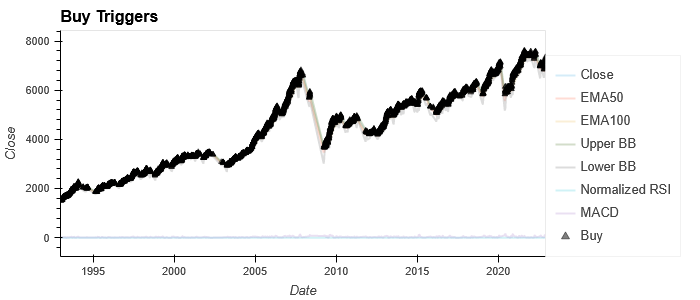 Buy Triggers
8000
6000
4000
2000
0
Close
1995 2000 2005 2010 2015 2020
Date
Close
EMA50
EMA100
Upper BB
Lower BB
Normalized RSI
MACD
Buy